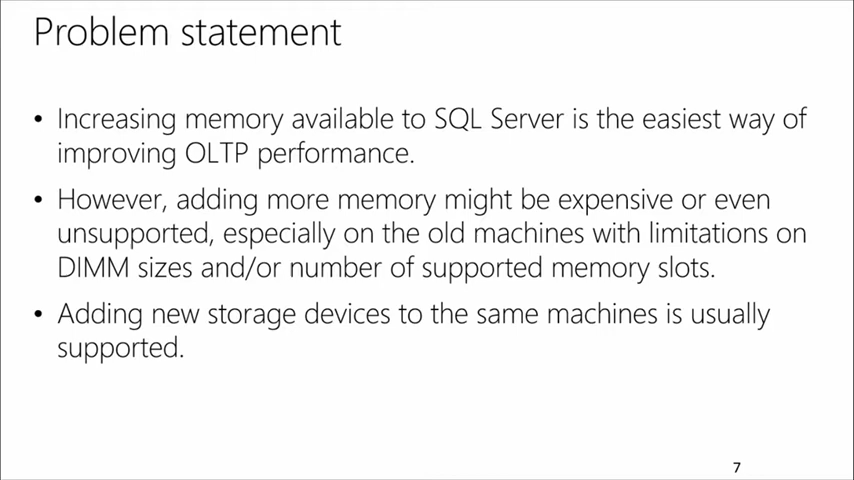 Problem statement
• Increasing memory available to SQL Server is the easiest way of
improving OLTP performance.
• However, adding more memory might be expensive or even
unsupported, especially on the old machines with limitations on
DIMM sizes and/or number of supported memory slots.
• Adding new storage devices to the same machines is usually
supported.
7